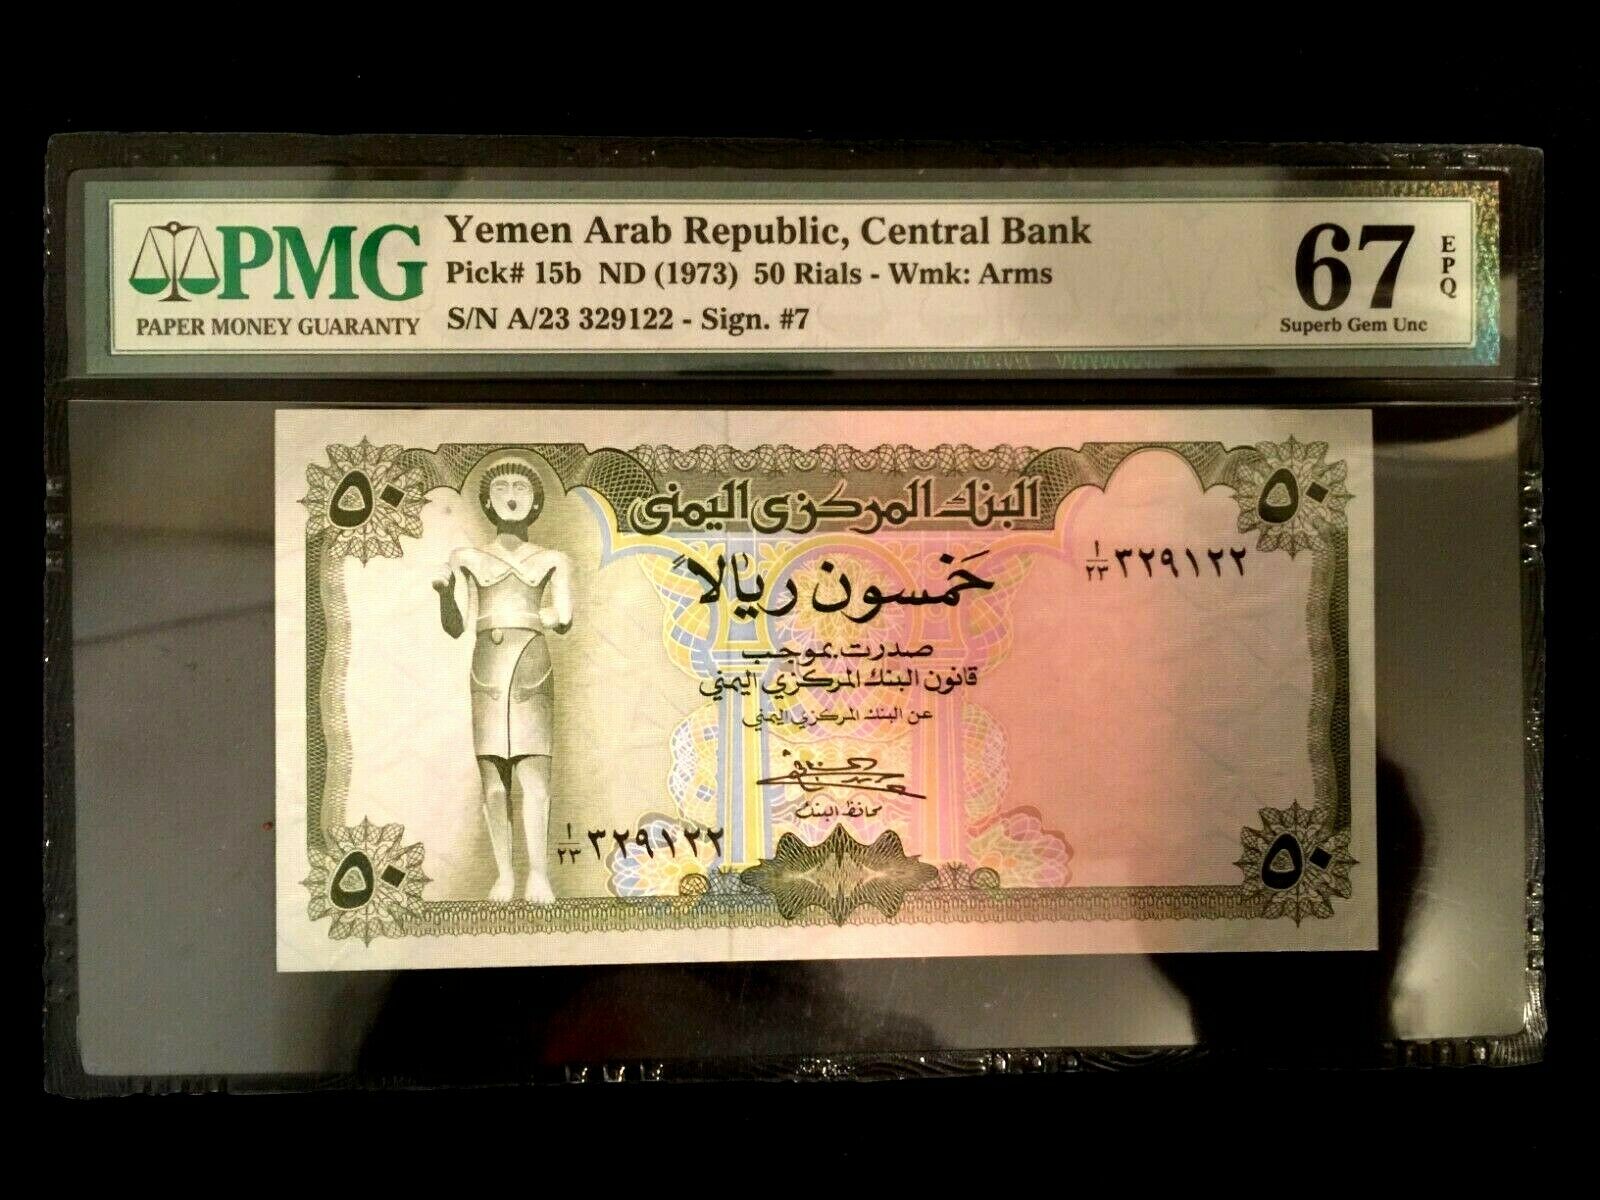 PMG
PAPER MONEY GUARANTY
Yemen Arab Republic, Central Bank
Pick# 15b ND (1973) 50 Rials - Wmk: Arms
S/N A/23 329122 - Sign. #7
67
EPQ
Superb Gem Unc
٥٠
٥٠
البنك المركزي اليمني
خمسون ريالاً
١/٢٣ ٣٢٩١٢٢
صدرت بموجب
قانون البنك المركزي اليمني
عن البنك المركزي اليمني
محافظ البنك
١/٢٣ ٣٢٩١٢٢
٥٠
٥٠